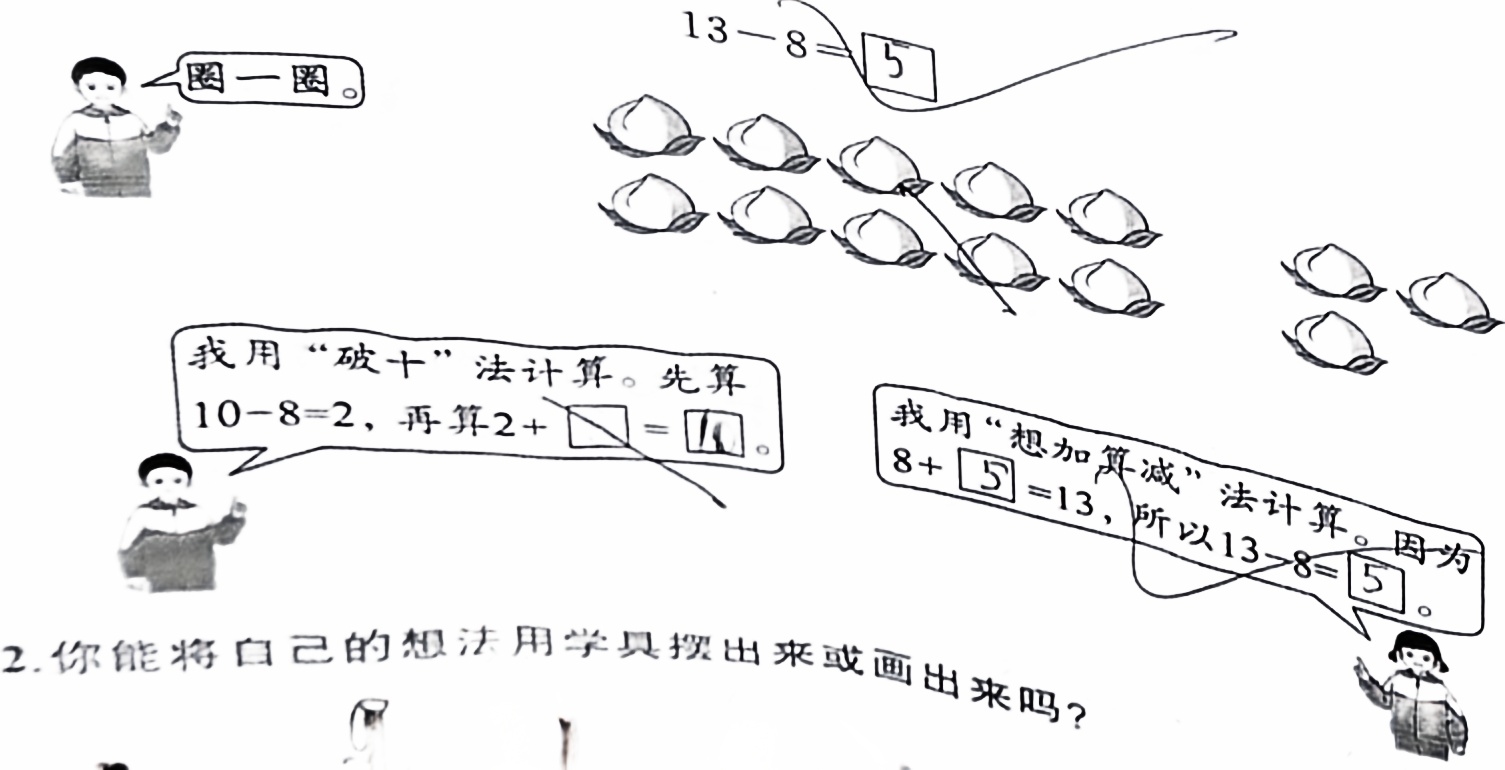 13－8＝5
圈一圈。
我用“破十”法计算。先算
10－8=2，再算2＋□＝□。
我用“想加算减”法计算。因为
8＋5=13，所以13－8=5。
2.你能将自己的想法用学具摆出来或画出来吗?